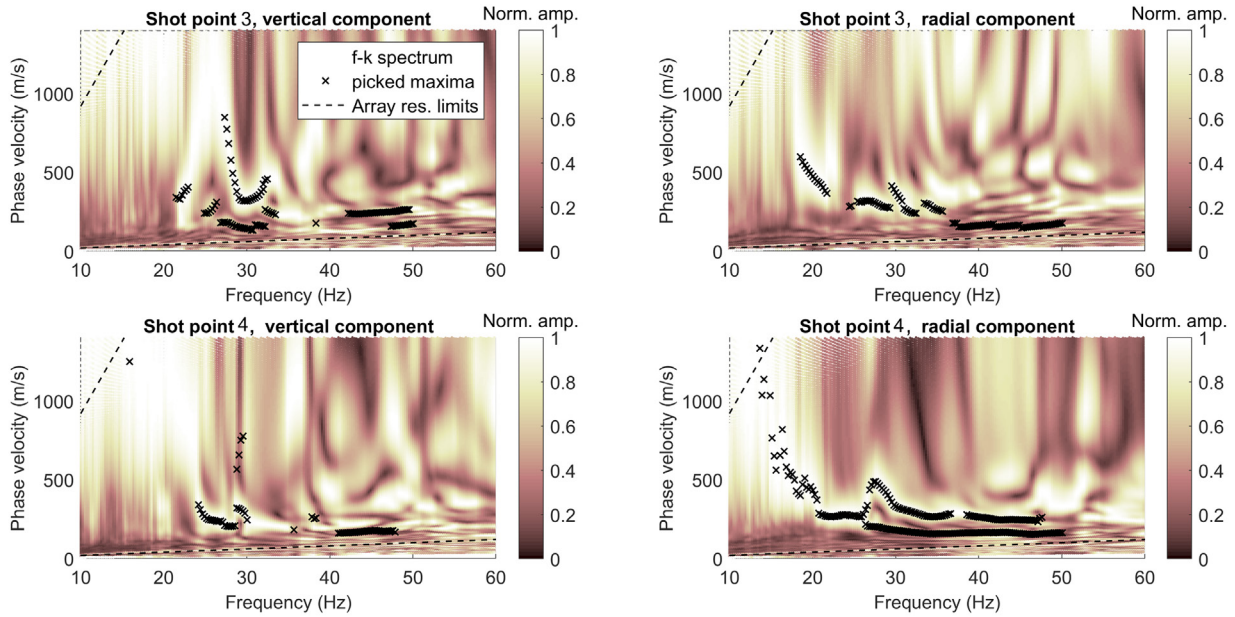 Shot point 3, vertical component
Norm. amp.
f-k spectrum
picked maxima
Array res. limits
Phase velocity (m/s)
1000
500
0
10 20 30 40 50 60
Frequency (Hz)
1
0.8
0.6
0.4
0.2
0
Shot point 3, radial component
Norm. amp.
Phase velocity (m/s)
1000
500
0
10 20 30 40 50 60
Frequency (Hz)
1
0.8
0.6
0.4
0.2
0
Shot point 4, vertical component
Norm. amp.
Phase velocity (m/s)
1000
500
0
10 20 30 40 50 60
Frequency (Hz)
1
0.8
0.6
0.4
0.2
0
Shot point 4, radial component
Norm. amp.
Phase velocity (m/s)
1000
500
0
10 20 30 40 50 60
Frequency (Hz)
1
0.8
0.6
0.4
0.2
0